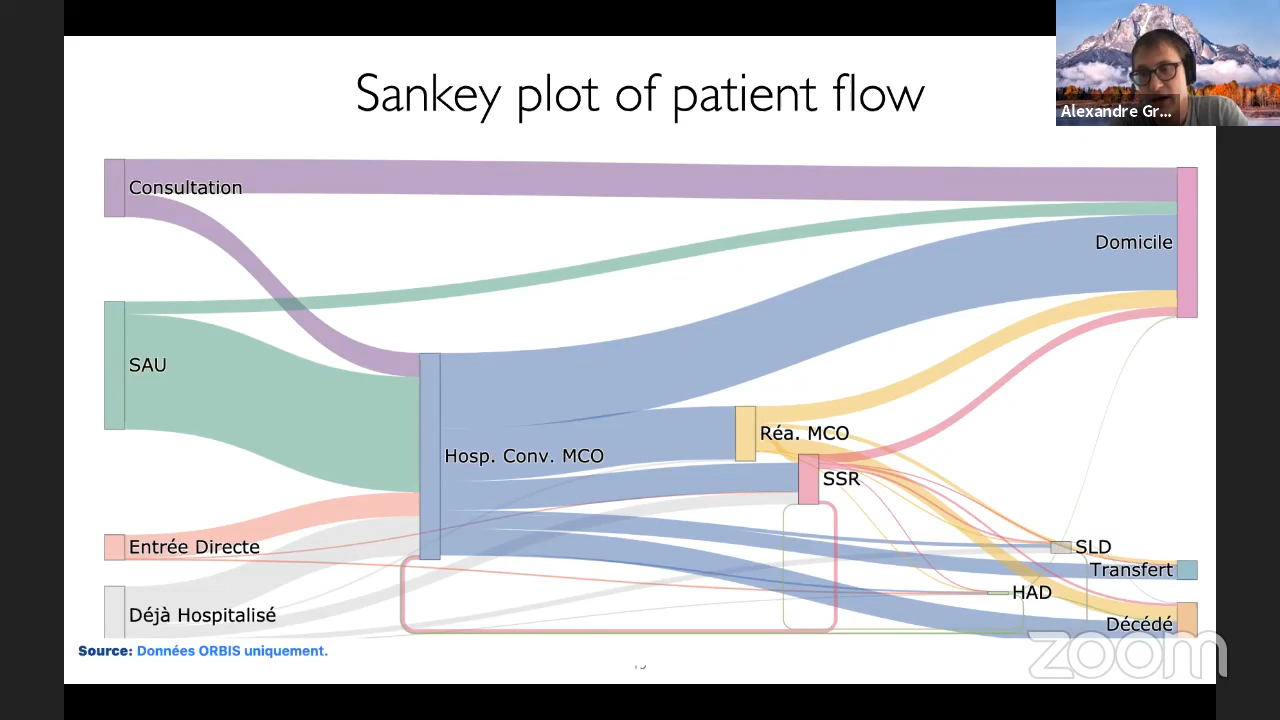 Sankey plot of patient flow
Alexandre Gr...
Consultation
Domicile
SAU
Réa. MCO
Hosp. Conv. MCO
SSR
Entrée Directe
SLD
Transfert
HAD
Déjà Hospitalisé
Décédé
Source: Données ORBIS uniquement.
zoom